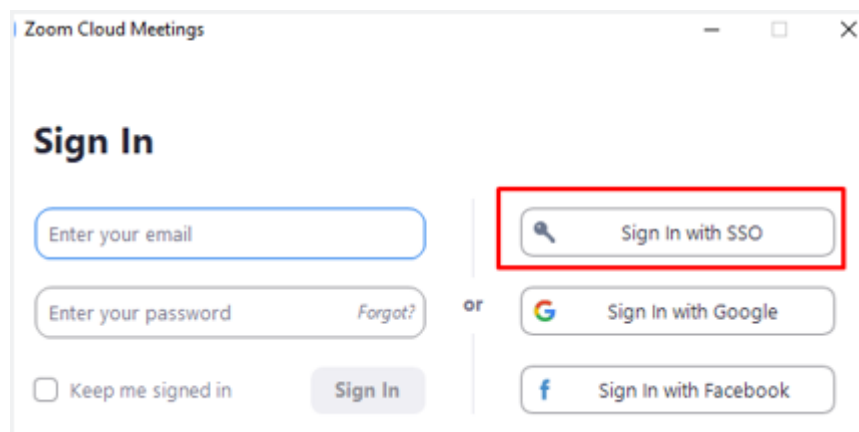 Zoom Cloud Meetings
Sign In
Enter your email
Enter your password Forgot?
Keep me signed in Sign In
or
Sign In with SSO
Sign In with Google
Sign In with Facebook